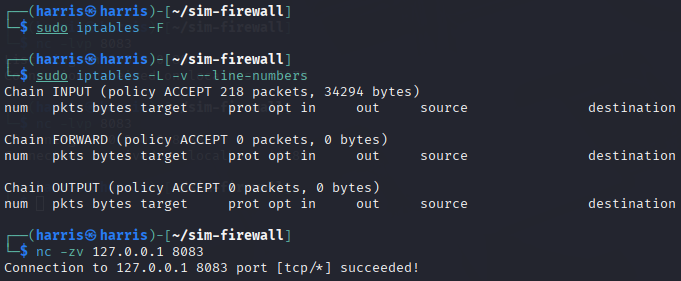 ┌──(harris㉿harris)-[~/sim-firewall]
└─$ sudo iptables -F
┌──(harris㉿harris)-[~/sim-firewall]
└─$ sudo iptables -L -v --line-numbers
Chain INPUT (policy ACCEPT 218 packets, 34294 bytes)
num   pkts bytes target     prot opt in     out     source               destination
Chain FORWARD (policy ACCEPT 0 packets, 0 bytes)
num   pkts bytes target     prot opt in     out     source               destination
Chain OUTPUT (policy ACCEPT 0 packets, 0 bytes)
num   pkts bytes target     prot opt in     out     source               destination
┌──(harris㉿harris)-[~/sim-firewall]
└─$ nc -zv 127.0.0.1 8083
Connection to 127.0.0.1 8083 port [tcp/*] succeeded!